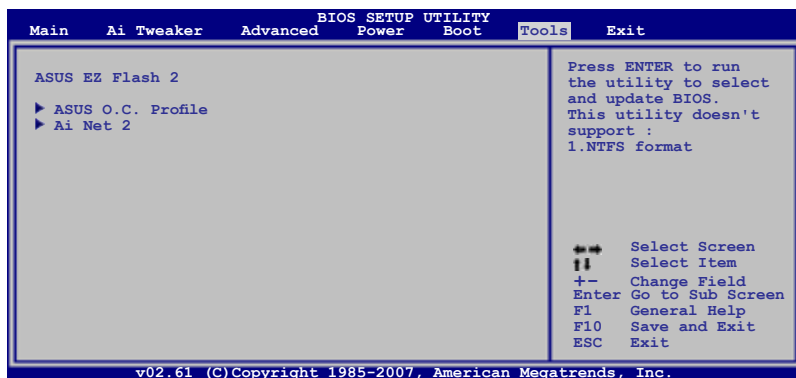 BIOS SETUP UTILITY
Main Ai Tweaker Advanced Power Boot Tools Exit
ASUS EZ Flash 2
ASUS O.C. Profile
Ai Net 2
Press ENTER to run
the utility to select
and update BIOS.
This utility doesn't
support :
1.NTFS format
Select Screen
Select Item
+- Change Field
Enter Go to Sub Screen
F1 General Help
F10 Save and Exit
ESC Exit
v02.61 (C)Copyright 1985-2007, American Megatrends, Inc.